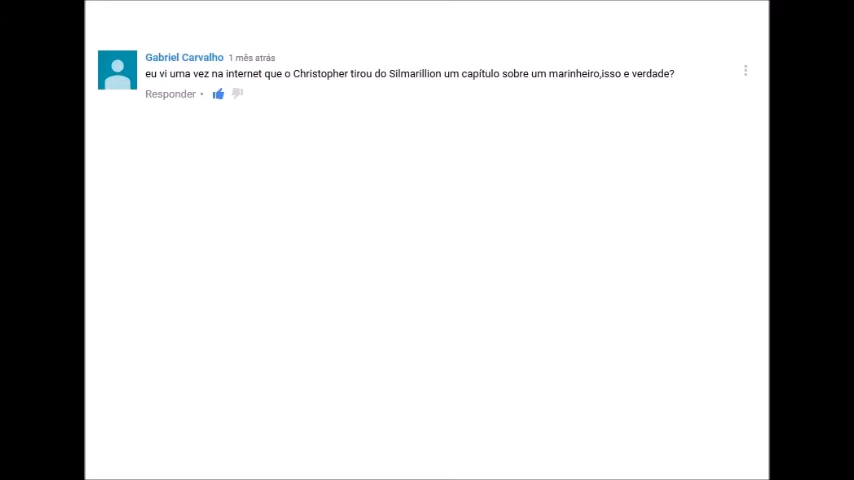 Gabriel Carvalho 1 mês atrás
eu vi uma vez na internet que o Christopher tirou do Silmarillion um capítulo sobre um marinheiro,isso e verdade?
Responder •